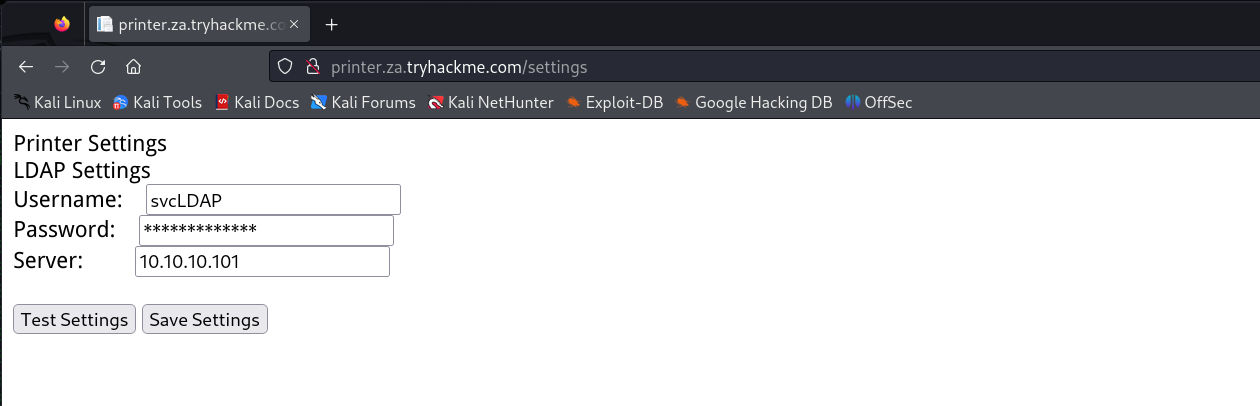 printer.za.tryhackme.co
printer.za.tryhackme.com/settings
Kali Linux Kali Tools Kali Docs Kali Forums Kali NetHunter Exploit-DB Google Hacking DB OffSec
Printer Settings
LDAP Settings
Username: svcLDAP
Password: *************
Server: 10.10.10.101
Test Settings Save Settings